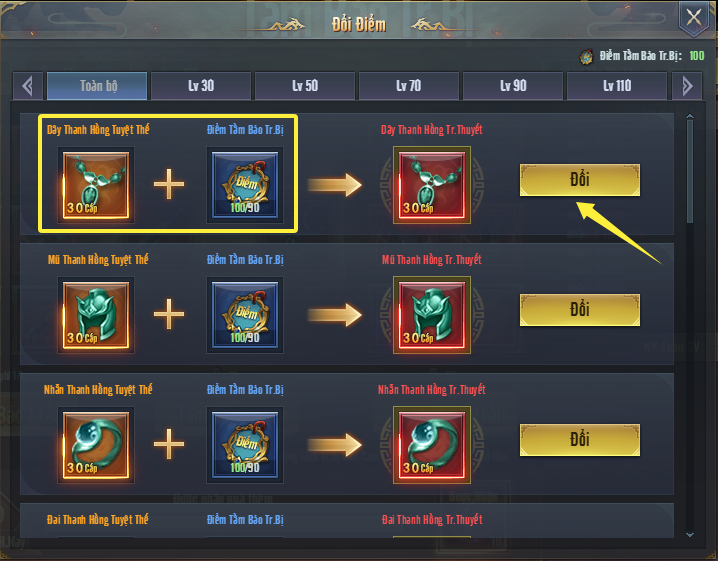 Đổi Điểm
Điểm Tầm Bảo Tr.Bị: 100
Toàn bộ Lv 30 Lv 50 Lv 70 Lv 90 Lv 110
Dây Thanh Hồng Tuyệt Thế Điểm Tầm Bảo Tr.Bị Dây Thanh Hồng Tr.Thuyết
Điểm
Đổi
30 Cấp 100/90 30 Cấp
Mũ Thanh Hồng Tuyệt Thế Điểm Tầm Bảo Tr.Bị Mũ Thanh Hồng Tr.Thuyết
Điểm
Đổi
30 Cấp 100/90 30 Cấp
Nhẫn Thanh Hồng Tuyệt Thế Điểm Tầm Bảo Tr.Bị Nhẫn Thanh Hồng Tr.Thuyết
Điểm
Đổi
30 Cấp 100/90 30 Cấp
Đai Thanh Hồng Tuyệt Thế Điểm Tầm Bảo Tr.Bị Đai Thanh Hồng Tr.Thuyết